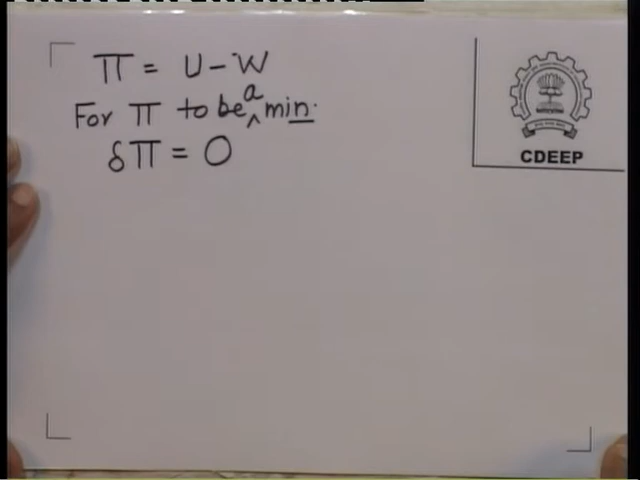 π = U - W
For π to be a min.
δπ = 0
CDEEP